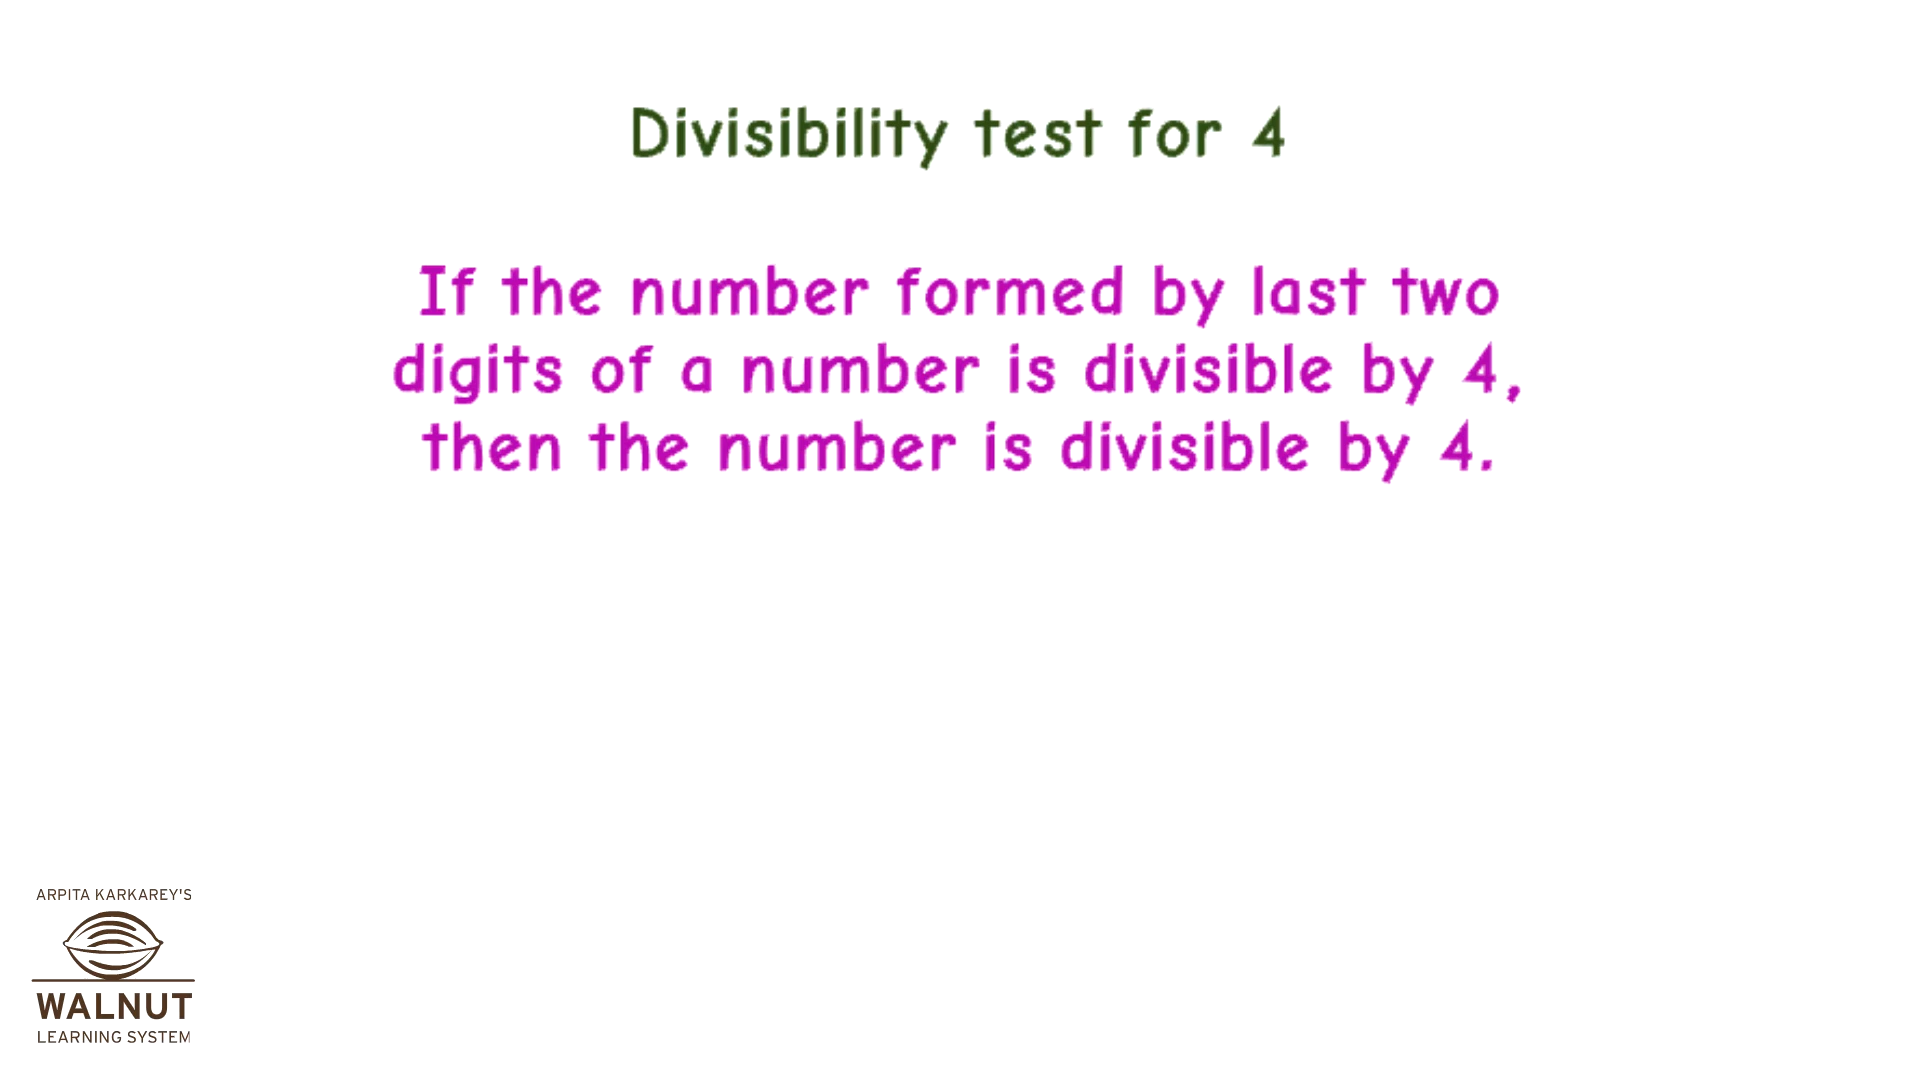 Divisibility test for 4
If the number formed by last two
digits of a number is divisible by 4,
then the number is divisible by 4.
ARPITA KARKAREY'S
WALNUT
LEARNING SYSTEM